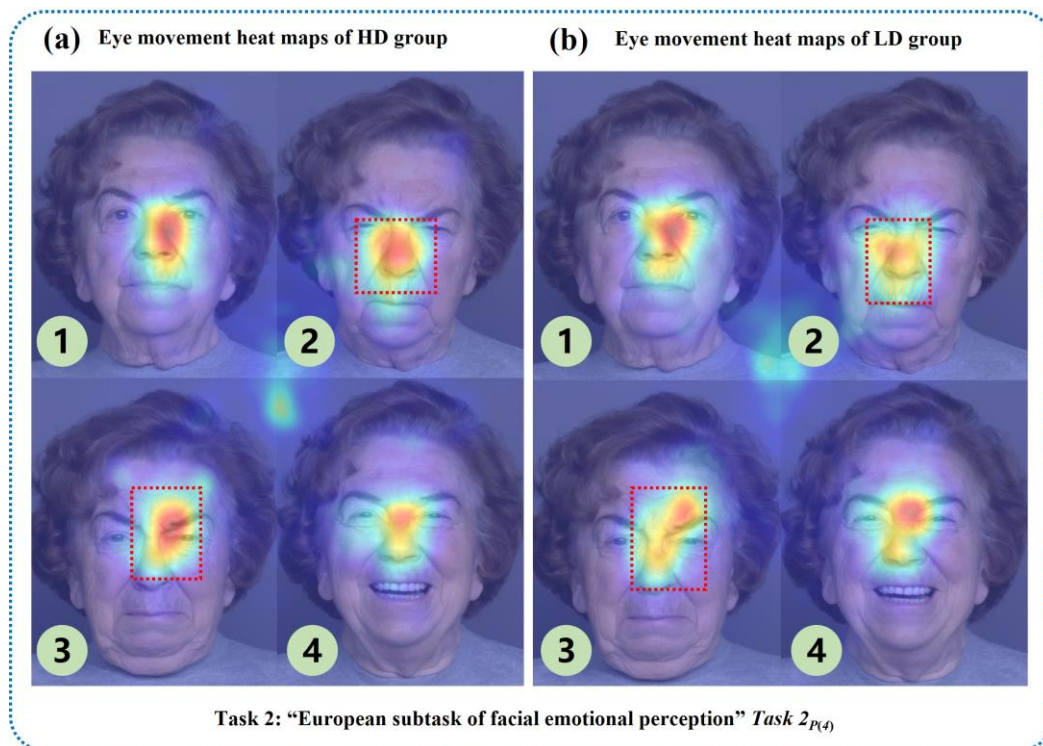 (a) Eye movement heat maps of HD group
(b) Eye movement heat maps of LD group
1
2
1
2
3
4
3
4
Task 2: “European subtask of facial emotional perception” Task 2P(4)